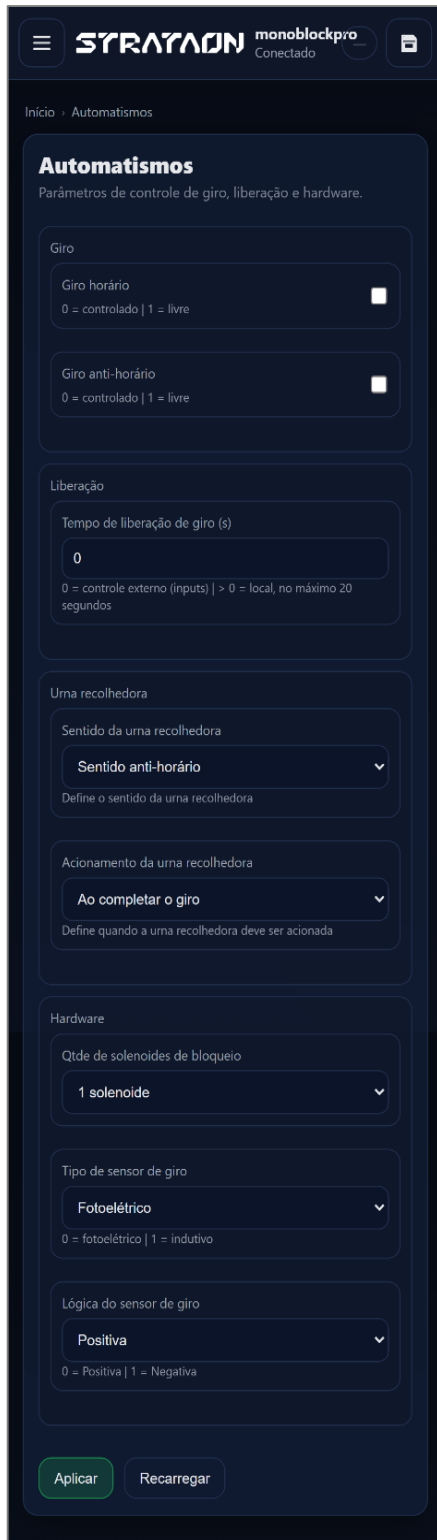 STRATAON
monoblockpro
Conectado
Início › Automatismos
Automatismos
Parâmetros de controle de giro, liberação e hardware.
Giro
Giro horário
0 = controlado | 1 = livre
Giro anti-horário
0 = controlado | 1 = livre
Liberação
Tempo de liberação de giro (s)
0
0 = controle externo (inputs) | > 0 = local, no máximo 20
segundos
Urna recolhedora
Sentido da urna recolhedora
Sentido anti-horário
Define o sentido da urna recolhedora
Acionamento da urna recolhedora
Ao completar o giro
Define quando a urna recolhedora deve ser acionada
Hardware
Qtde de solenoides de bloqueio
1 solenoide
Tipo de sensor de giro
Fotoelétrico
0 = fotoelétrico | 1 = indutivo
Lógica do sensor de giro
Positiva
0 = Positiva | 1 = Negativa
Aplicar
Recarregar